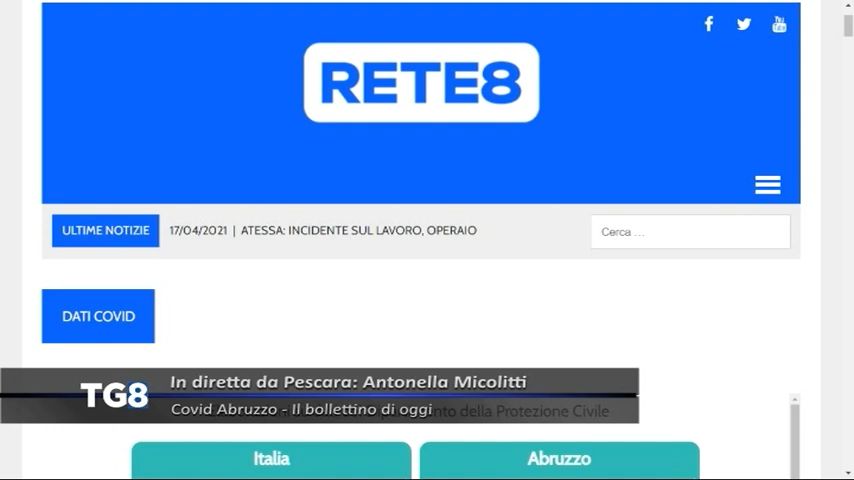 RETE8
ULTIME NOTIZIE
17/04/2021 | ATESSA: INCIDENTE SUL LAVORO, OPERAIO
Cerca ...
DATI COVID
TG8
In diretta da Pescara: Antonella Micolitti
Covid Abruzzo - Il bollettino di oggi
nto della Protezione Civile
Italia
Abruzzo